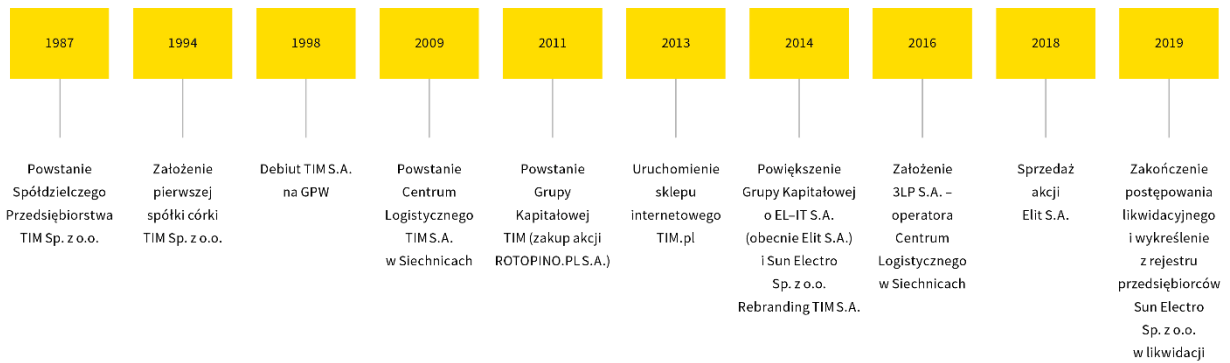 1987
1994
1998
2009
2011
2013
2014
2016
2018
2019
Powstanie
Spółdzielczego
Przedsiębiorstwa
TIM Sp. z o.o.
Założenie
pierwszej
spółki córki
TIM Sp. z o.o.
Debiut TIM S.A.
na GPW
Powstanie
Centrum
Logistycznego
TIM S.A.
w Siechnicach
Powstanie
Grupy
Kapitałowej
TIM (zakup akcji
ROTOPINO.PL S.A.)
Uruchomienie
sklepu
internetowego
TIM.pl
Powiększenie
Grupy Kapitałowej
o EL–IT S.A.
(obecnie Elit S.A.)
i Sun Electro
Sp. z o.o.
Rebranding TIM S.A.
Założenie
3LP S.A. –
operatora
Centrum
Logistycznego
w Siechnicach
Sprzedaż
akcji
Elit S.A.
Zakończenie
postępowania
likwidacyjnego
i wykreślenie
z rejestru
przedsiębiorców
Sun Electro
Sp. z o.o.
w likwidacji